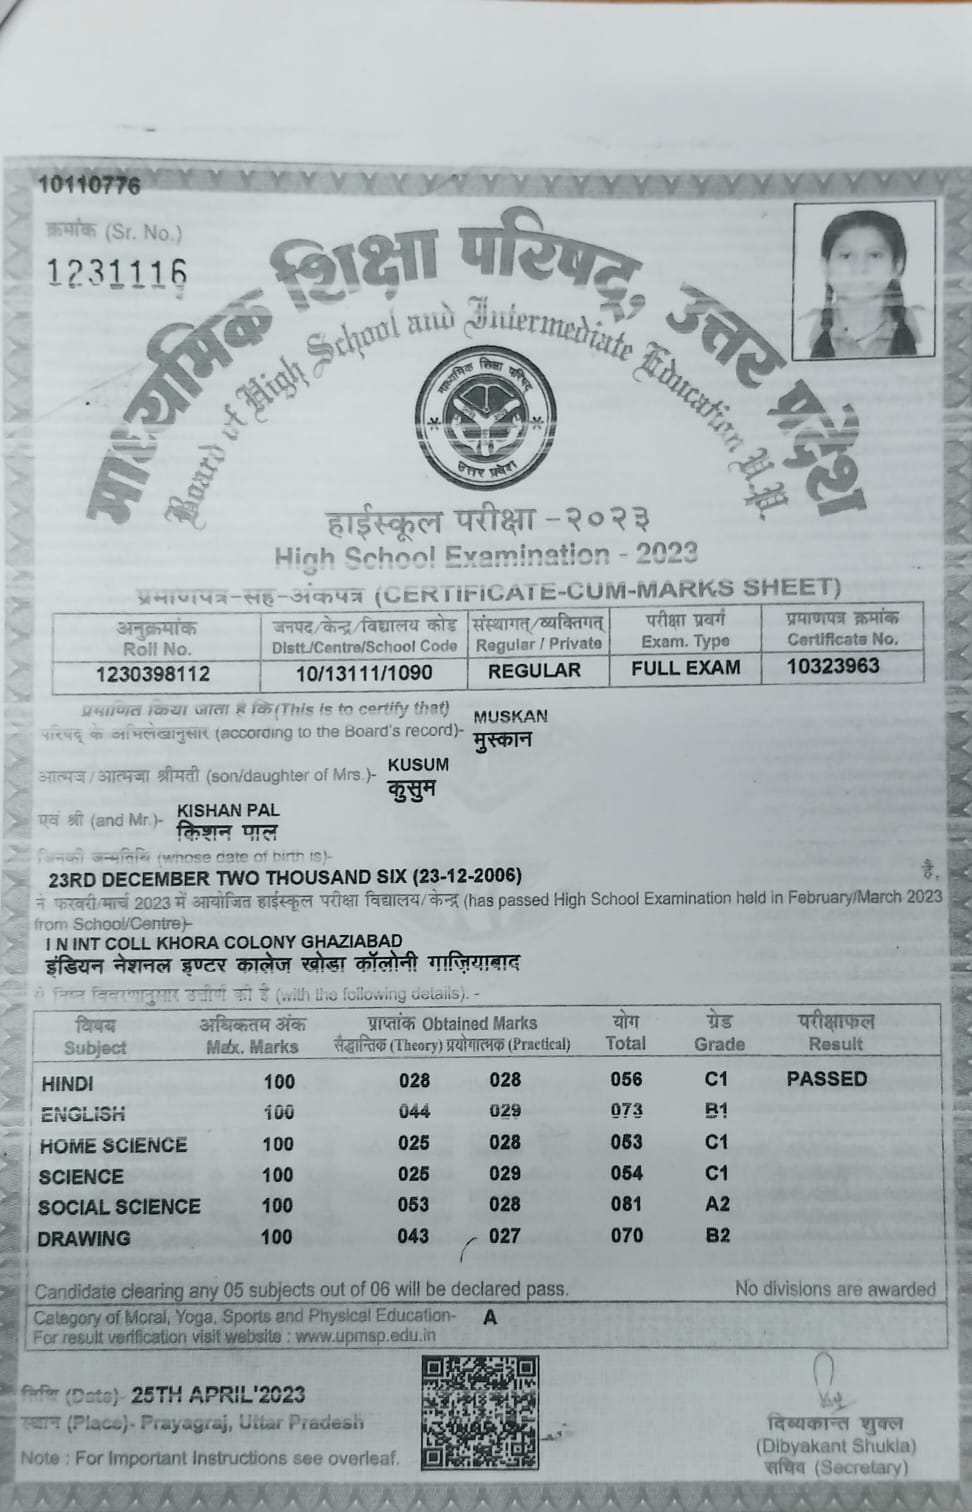 10110776
क्रमांक (Sr. No.)
1231116
माध्यमिक शिक्षा परिषद्, उत्तर प्रदेश
Board of High School and Intermediate Education U.P.
माध्यमिक शिक्षा परिषद
उत्तर प्रदेश
हाईस्कूल परीक्षा -२०२३
High School Examination - 2023
प्रमाणपत्र-सह-अंकपत्र (CERTIFICATE-CUM-MARKS SHEET)
अनुक्रमांक जनपद/केन्द्र/विद्यालय कोड संस्थागत्/व्यक्तिगत् परीक्षा प्रवर्ग प्रमाणपत्र क्रमांक
Roll No. Distt./Centre/School Code Regular / Private Exam. Type Certificate No.
1230398112 10/13111/1090 REGULAR FULL EXAM 10323963
प्रमाणित किया जाता है कि (This is to certify that) MUSKAN
परिषद् के अभिलेखानुसार (according to the Board's record)- मुस्कान
आत्मज/आत्मजा श्रीमती (son/daughter of Mrs.)- KUSUM
कुसुम
एवं श्री (and Mr.)- KISHAN PAL
किशन पाल
जिनकी जन्मतिथि (whose date of birth is)-
23RD DECEMBER TWO THOUSAND SIX (23-12-2006) है,
ने फरवरी/मार्च 2023 में आयोजित हाईस्कूल परीक्षा विद्यालय/केन्द्र (has passed High School Examination held in February/March 2023
from School/Centre)-
I N INT COLL KHORA COLONY GHAZIABAD
इंडियन नेशनल इण्टर कालेज खोडा कॉलोनी गाज़ियाबाद
से निम्न विवरणानुसार उत्तीर्ण की है (with the following details). -
विषय अधिकतम अंक प्राप्तांक Obtained Marks योग ग्रेड परीक्षाफल
Subject Max. Marks सैद्धान्तिक (Theory) प्रयोगात्मक (Practical) Total Grade Result
HINDI 100 028 028 056 C1 PASSED
ENGLISH 100 044 029 073 B1
HOME SCIENCE 100 025 028 053 C1
SCIENCE 100 025 029 054 C1
SOCIAL SCIENCE 100 053 028 081 A2
DRAWING 100 043 027 070 B2
Candidate clearing any 05 subjects out of 06 will be declared pass. No divisions are awarded
Category of Moral, Yoga, Sports and Physical Education- A
For result verification visit website : www.upmsp.edu.in
तिथि (Date)- 25TH APRIL'2023
स्थान (Place)- Prayagraj, Uttar Pradesh
Note : For Important Instructions see overleaf.
दिव्यकान्त शुक्ल
(Dibyakant Shukla)
सचिव (Secretary)